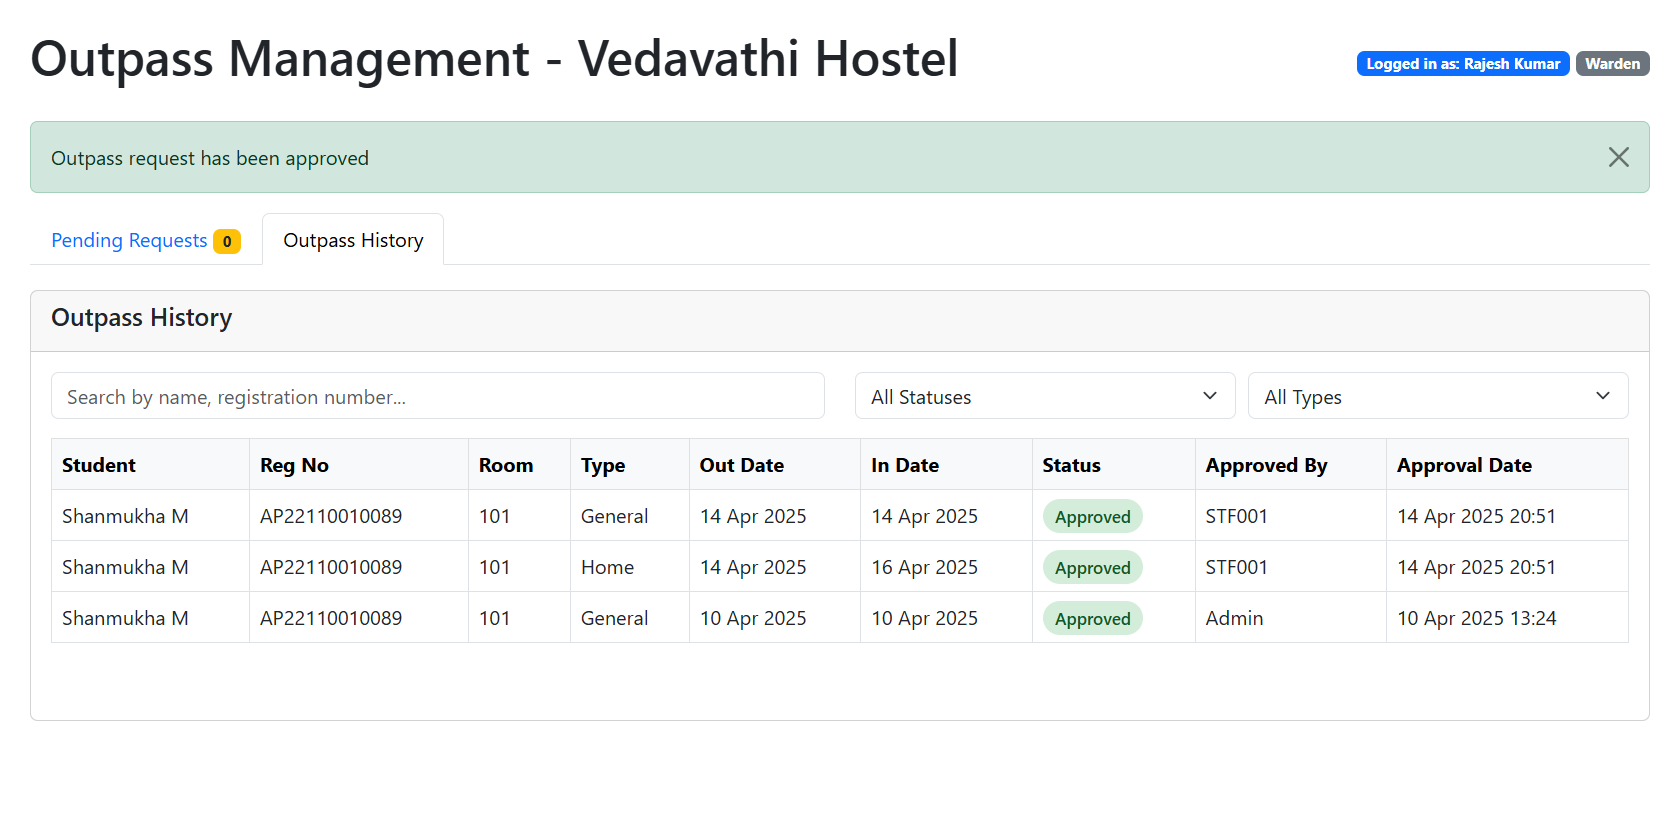 Outpass Management - Vedavathi Hostel
Logged in as: Rajesh Kumar Warden
Outpass request has been approved
Pending Requests 0 Outpass History
Outpass History
Search by name, registration number... All Statuses All Types
Student Reg No Room Type Out Date In Date Status Approved By Approval Date
Shanmukha M AP22110010089 101 General 14 Apr 2025 14 Apr 2025 Approved STF001 14 Apr 2025 20:51
Shanmukha M AP22110010089 101 Home 14 Apr 2025 16 Apr 2025 Approved STF001 14 Apr 2025 20:51
Shanmukha M AP22110010089 101 General 10 Apr 2025 10 Apr 2025 Approved Admin 10 Apr 2025 13:24